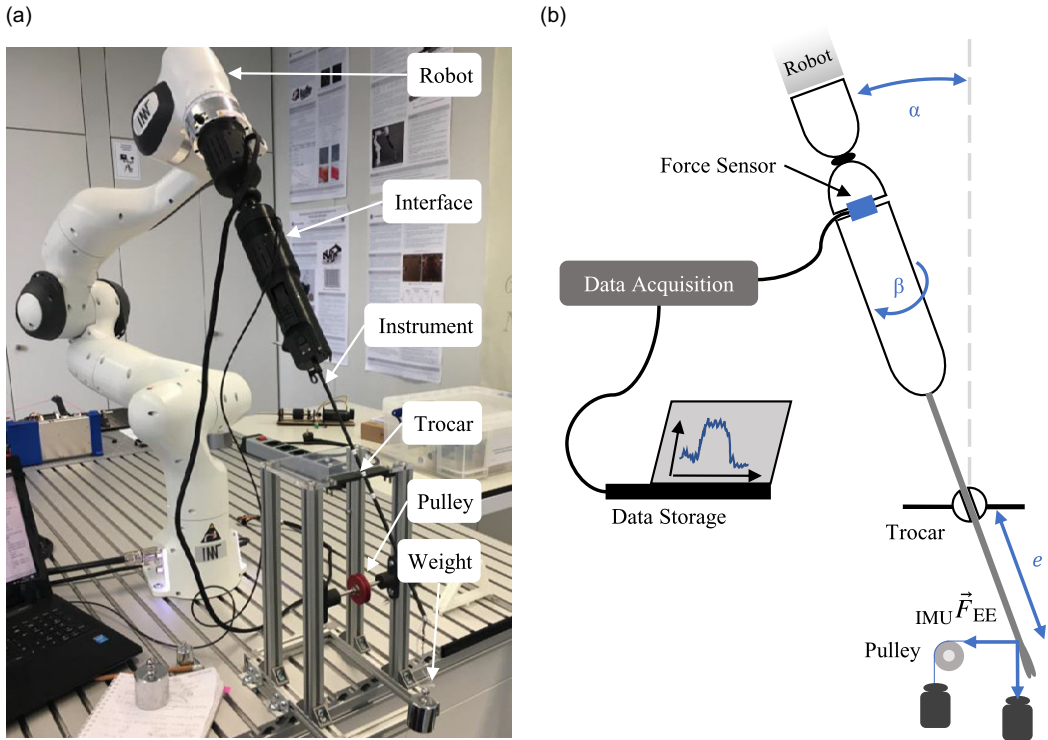 (a)
Robot
Interface
Instrument
Trocar
Pulley
Weight
(b)
Robot
α
Force Sensor
β
Data Acquisition
Data Storage
Trocar
e
IMU F⃗EE
Pulley